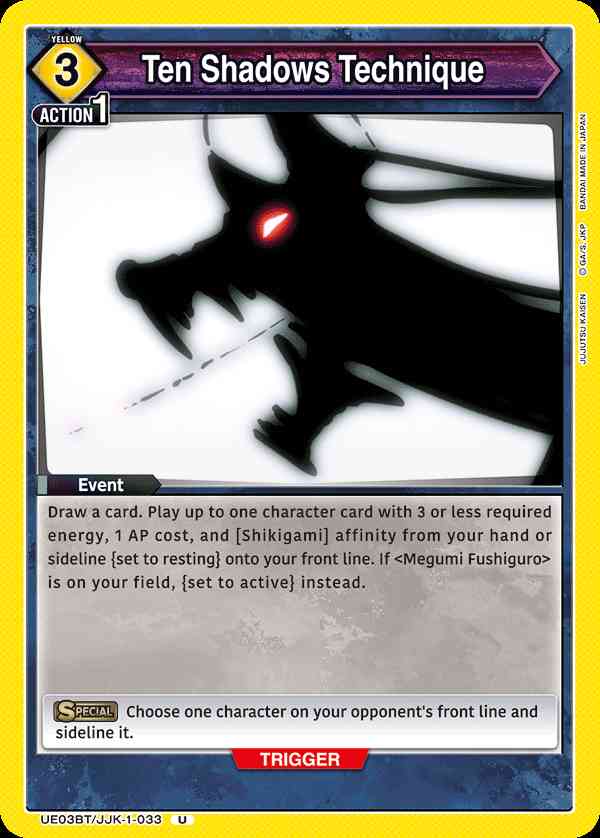 YELLOW
3
Ten Shadows Technique
ACTION 1
BANDAI MADE IN JAPAN
© GA/S, JKP
JUJUTSU KAISEN
Event
Draw a card. Play up to one character card with 3 or less required
energy, 1 AP cost, and [Shikigami] affinity from your hand or
sideline {set to resting} onto your front line. If <Megumi Fushiguro>
is on your field, {set to active} instead.
SPECIAL Choose one character on your opponent's front line and
sideline it.
TRIGGER
UE03BT/JJK-1-033 U